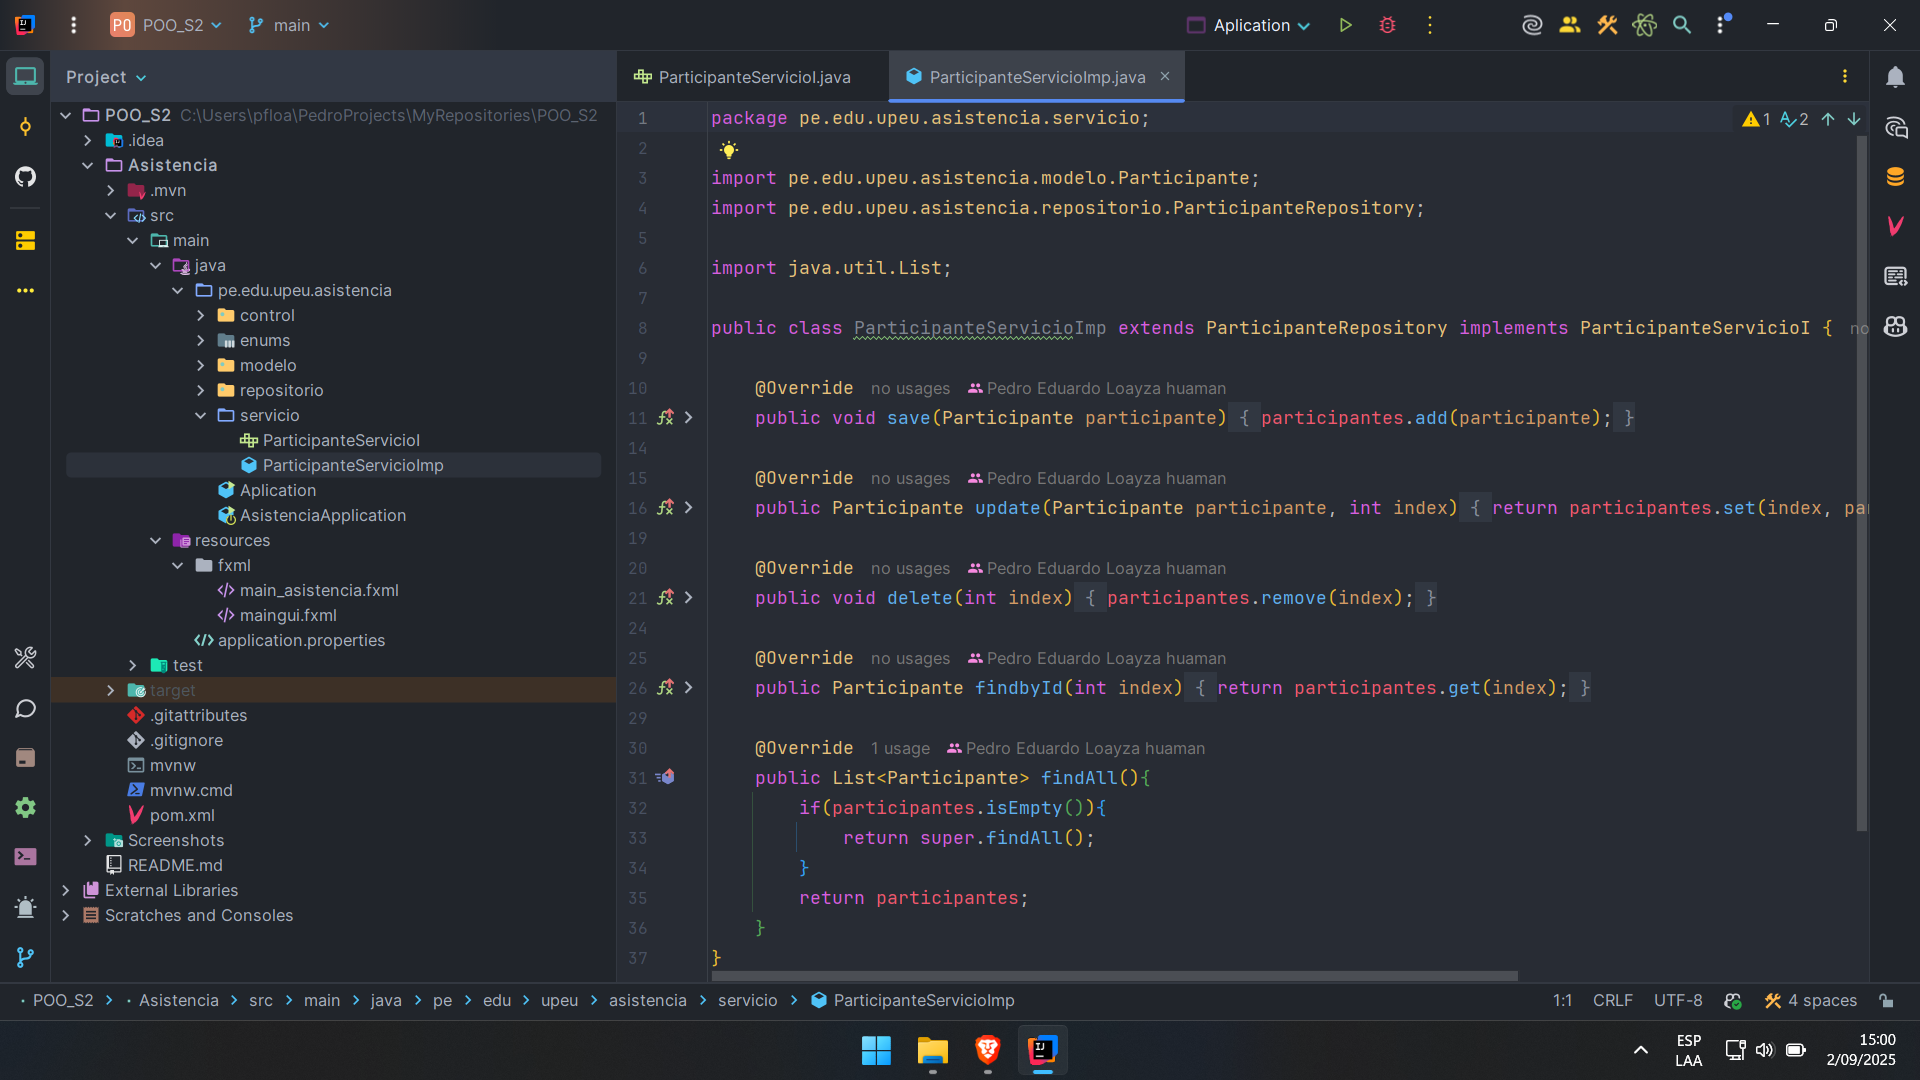 PO POO_S2 main Aplication
Project
ParticipanteServicioI.java
ParticipanteServicioImp.java
POO_S2 C:\Users\pfloa\PedroProjects\MyRepositories\POO_S2
.idea
Asistencia
.mvn
src
main
java
pe.edu.upeu.asistencia
control
enums
modelo
repositorio
servicio
ParticipanteServicioI
ParticipanteServicioImp
Aplication
AsistenciaApplication
resources
fxml
main_asistencia.fxml
maingui.fxml
application.properties
test
target
.gitattributes
.gitignore
mvnw
mvnw.cmd
pom.xml
Screenshots
README.md
External Libraries
Scratches and Consoles
1 package pe.edu.upeu.asistencia.servicio; 1 2
2
3 import pe.edu.upeu.asistencia.modelo.Participante;
4 import pe.edu.upeu.asistencia.repositorio.ParticipanteRepository;
5
6 import java.util.List;
7
8 public class ParticipanteServicioImp extends ParticipanteRepository implements ParticipanteServicioI { no
9
10 @Override no usages Pedro Eduardo Loayza huaman
11 public void save(Participante participante) { participantes.add(participante); }
14
15 @Override no usages Pedro Eduardo Loayza huaman
16 public Participante update(Participante participante, int index) { return participantes.set(index, pa
19
20 @Override no usages Pedro Eduardo Loayza huaman
21 public void delete(int index) { participantes.remove(index); }
24
25 @Override no usages Pedro Eduardo Loayza huaman
26 public Participante findbyId(int index) { return participantes.get(index); }
29
30 @Override 1 usage Pedro Eduardo Loayza huaman
31 public List<Participante> findAll(){
32 if(participantes.isEmpty()){
33 return super.findAll();
34 }
35 return participantes;
36 }
37 }
POO_S2 > Asistencia > src > main > java > pe > edu > upeu > asistencia > servicio > ParticipanteServicioImp 1:1 CRLF UTF-8 4 spaces
ESP
LAA
15:00
2/09/2025